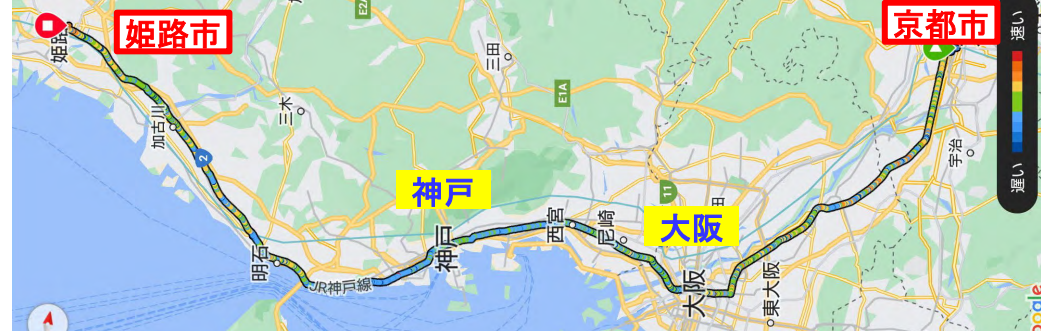 姫路市
京都市
神戸
大阪
姫路
加古川
三木
三田
E2A
E1A
2
明石
JR神戸線
神戸
西宮
尼崎
11
田
大阪
東大阪
宇治
速い
遅い